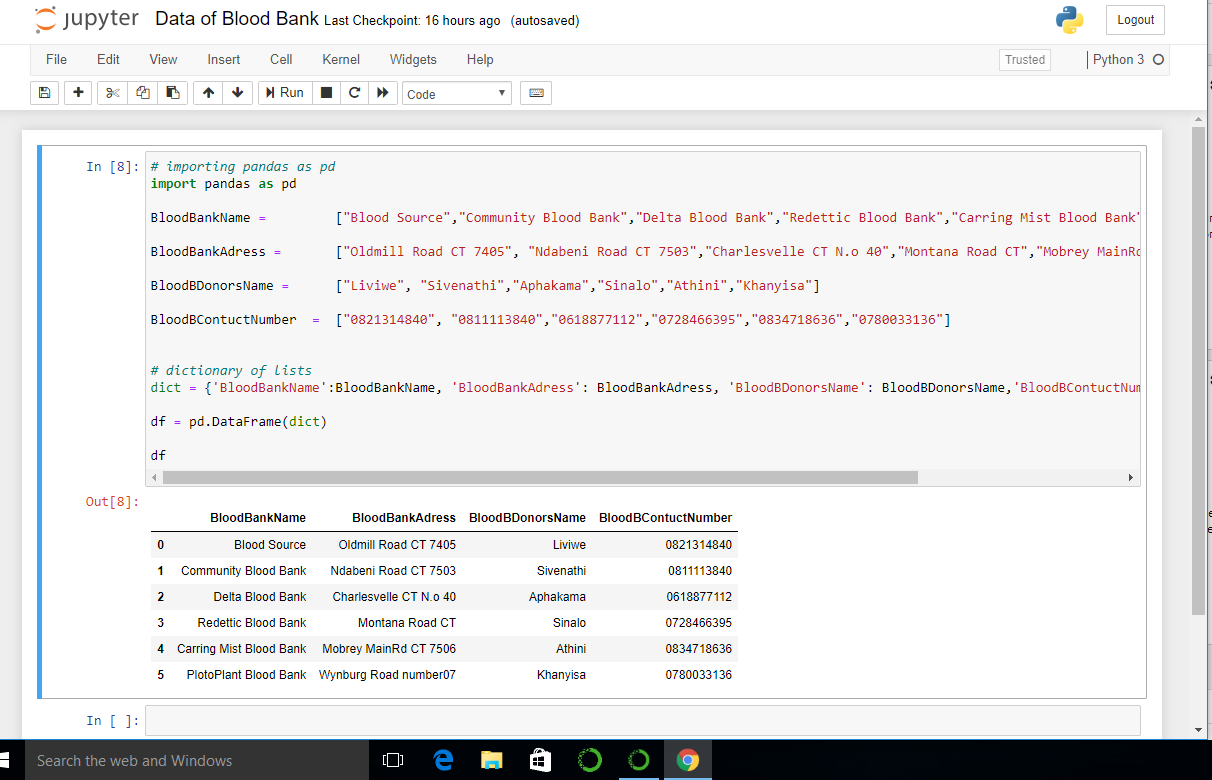 jupyter Data of Blood Bank Last Checkpoint: 16 hours ago (autosaved) Logout
File Edit View Insert Cell Kernel Widgets Help Trusted Python 3
Run Code
In [8]: # importing pandas as pd
import pandas as pd
BloodBankName = ["Blood Source","Community Blood Bank","Delta Blood Bank","Redettic Blood Bank","Carring Mist Blood Bank"
BloodBankAdress = ["Oldmill Road CT 7405", "Ndabeni Road CT 7503","Charlesvelle CT N.o 40","Montana Road CT","Mobrey MainRd
BloodBDonorsName = ["Liviwe", "Sivenathi","Aphakama","Sinalo","Athini","Khanyisa"]
BloodBContuctNumber = ["0821314840", "0811113840","0618877112","0728466395","0834718636","0780033136"]
# dictionary of lists
dict = {'BloodBankName':BloodBankName, 'BloodBankAdress': BloodBankAdress, 'BloodBDonorsName': BloodBDonorsName,'BloodBContuctNum
df = pd.DataFrame(dict)
df
Out[8]:
BloodBankName BloodBankAdress BloodBDonorsName BloodBContuctNumber
0 Blood Source Oldmill Road CT 7405 Liviwe 0821314840
1 Community Blood Bank Ndabeni Road CT 7503 Sivenathi 0811113840
2 Delta Blood Bank Charlesvelle CT N.o 40 Aphakama 0618877112
3 Redettic Blood Bank Montana Road CT Sinalo 0728466395
4 Carring Mist Blood Bank Mobrey MainRd CT 7506 Athini 0834718636
5 PlotoPlant Blood Bank Wynburg Road number07 Khanyisa 0780033136
In [ ]:
Search the web and Windows